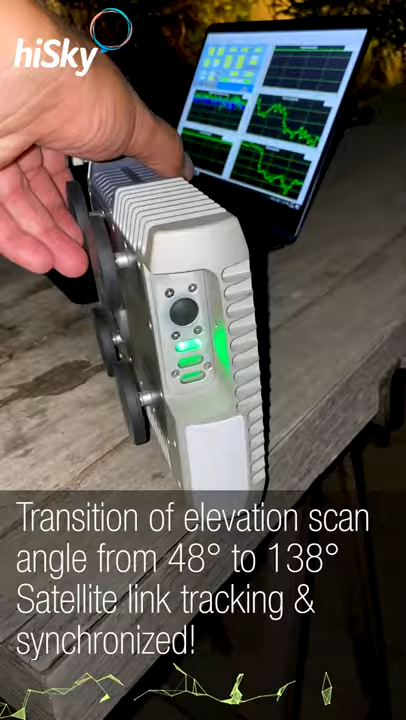 hiSky
Transition of elevation scan
angle from 48° to 138°
Satellite link tracking &
synchronized!